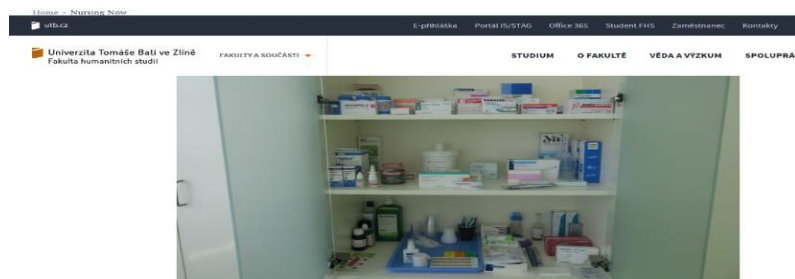 Home » Nursing Now
utb.cz E-přihláška Portál IS/STAG Office 365 Student FHS Zaměstnanec Kontakty
Univerzita Tomáše Bati ve Zlíně
Fakulta humanitních studií
FAKULTY A SOUČÁSTI STUDIUM O FAKULTĚ VĚDA A VÝZKUM SPOLUPRÁ